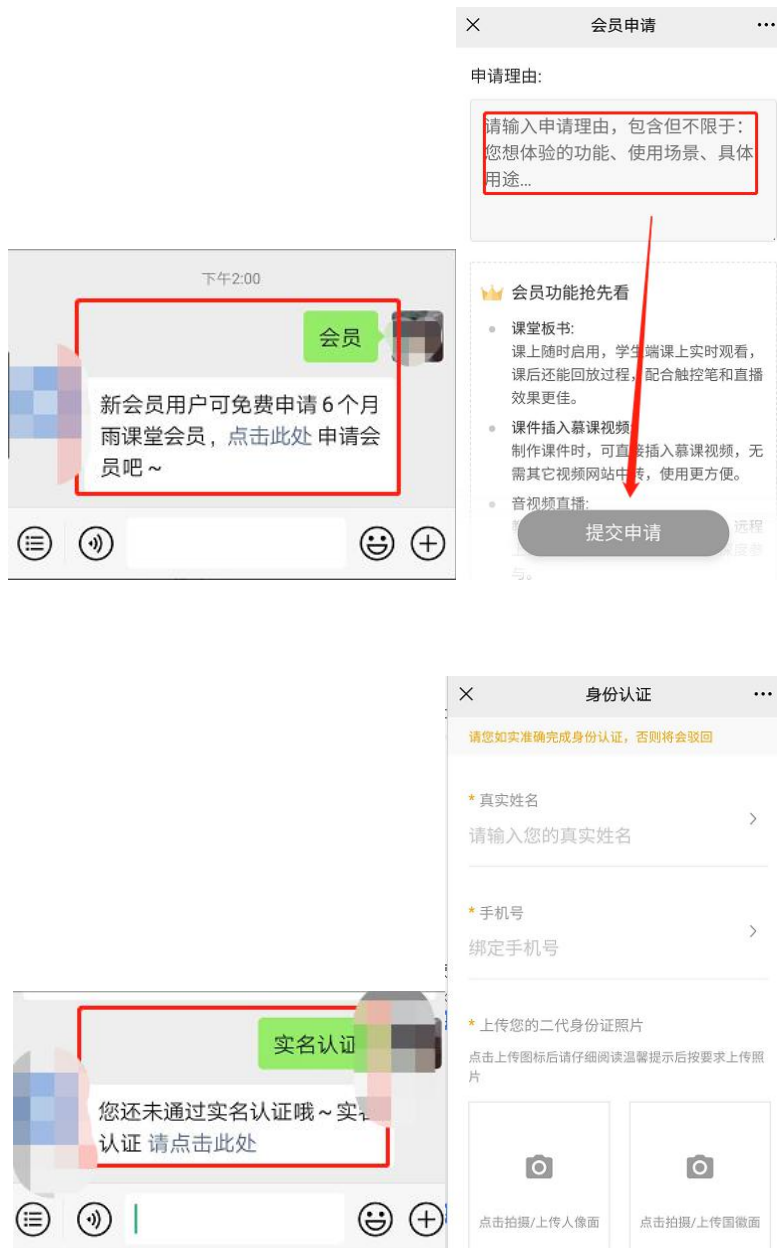 会员申请
申请理由:
请输入申请理由，包含但不限于：
您想体验的功能、使用场景、具体
用途...
会员功能抢先看
课堂板书:
课上随时启用，学生端课上实时观看，
课后还能回放过程，配合触控笔和直播
效果更佳。
课件插入慕课视频:
制作课件时，可直接插入慕课视频，无
需其它视频网站中转，使用更方便。
音视频直播:
远程
提交申请
与。
下午2:00
会员
新会员用户可免费申请6个月
雨课堂会员，点击此处 申请会
员吧～
身份认证
请您如实准确完成身份认证，否则将会驳回
* 真实姓名
请输入您的真实姓名
* 手机号
绑定手机号
* 上传您的二代身份证照片
点击上传图标后请仔细阅读温馨提示后按要求上传照
片
点击拍摄/上传人像面
点击拍摄/上传国徽面
实名认证
您还未通过实名认证哦～实名
认证 请点击此处